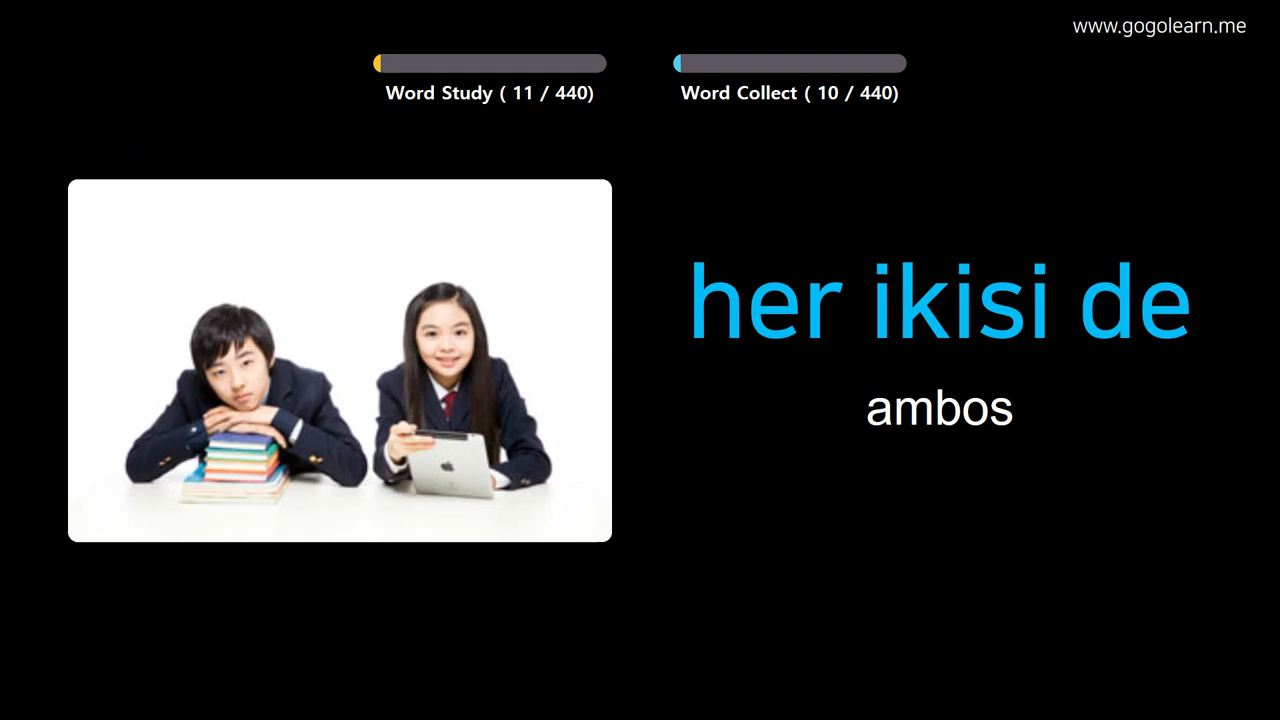 www.gogolearn.me
Word Study ( 11 / 440)
Word Collect ( 10 / 440)
her ikisi de
ambos